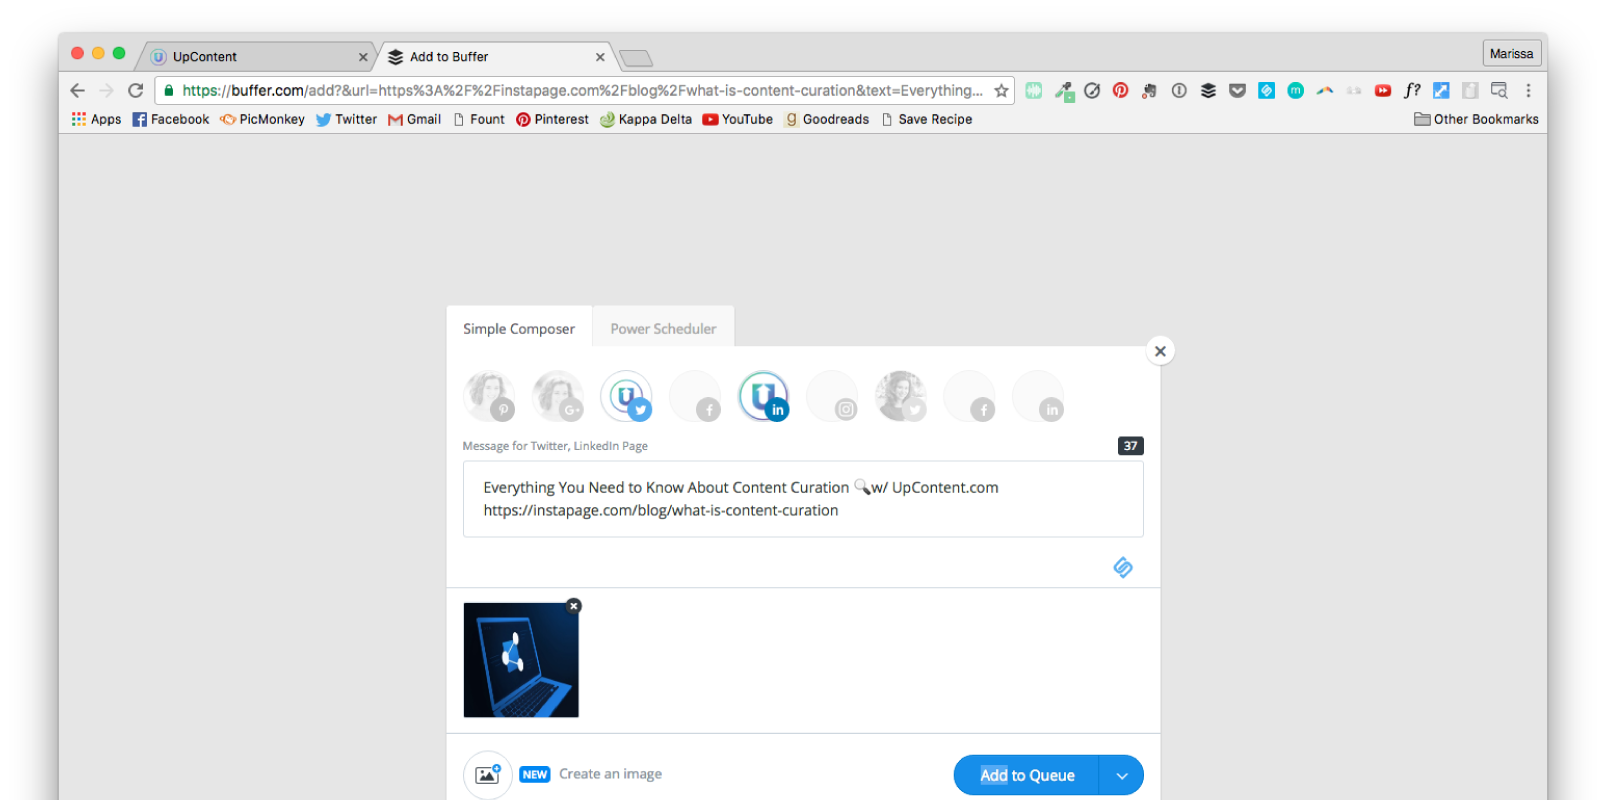 UpContent
Add to Buffer
Marissa
https://buffer.com/add?&url=https%3A%2F%2Finstapage.com%2Fblog%2Fwhat-is-content-curation&text=Everything...
f?
Apps Facebook PicMonkey Twitter Gmail Fount Pinterest Kappa Delta YouTube Goodreads Save Recipe Other Bookmarks
Simple Composer Power Scheduler
Message for Twitter, LinkedIn Page 37
Everything You Need to Know About Content Curation 🔍w/ UpContent.com
https://instapage.com/blog/what-is-content-curation
NEW Create an image
Add to Queue